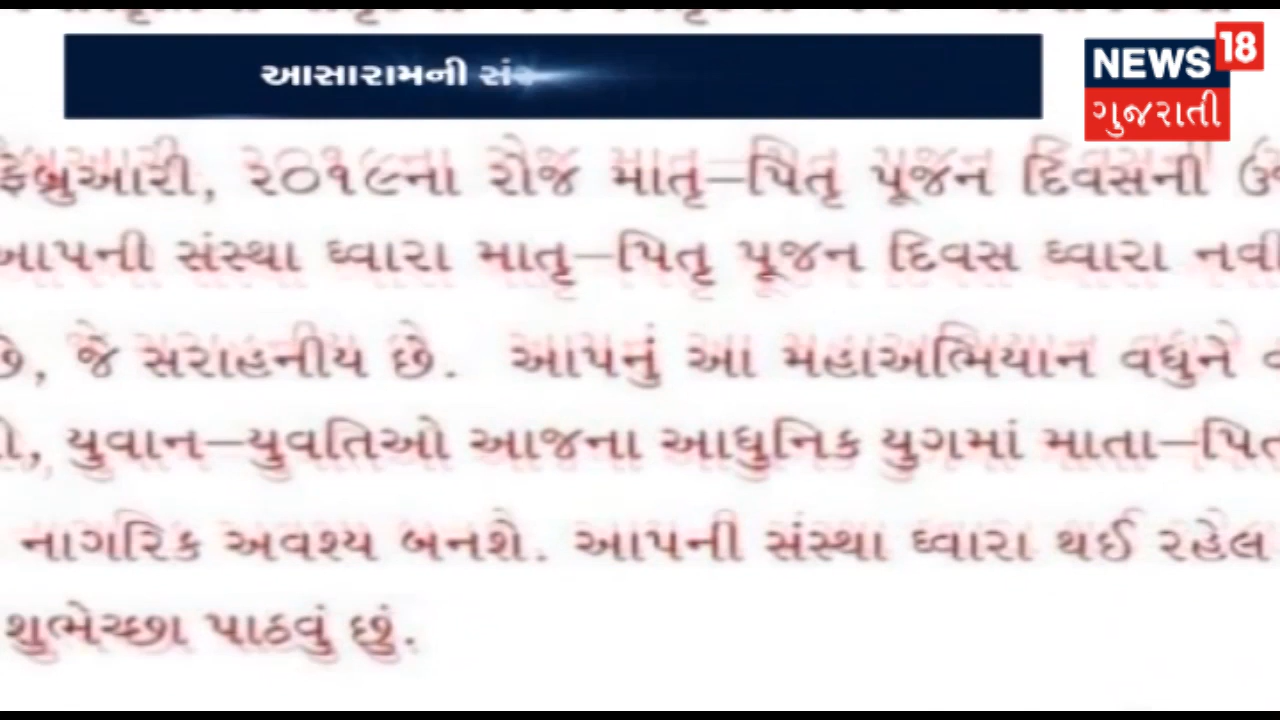 આસારામની
NEWS 18
ગુજરાતી
ફેબ્રુઆરી, ૨૦૧૯ના રોજ માતૃ–પિતૃ પૂજન દિવસની
આપની સંસ્થા ધ્વારા માતૃ–પિતૃ પૂજન દિવસ ધ્વારા નવી
છે, જે સરાહનીય છે. આપનું આ મહાઅભિયાન વધુને
યુવાન–યુવતિઓ આજના આધુનિક યુગમાં માતા–પિત
નાગરિક અવશ્ય બનશે. આપની સંસ્થા ધ્વારા થઈ રહેલ
શુભેચ્છા પાઠવું છું.